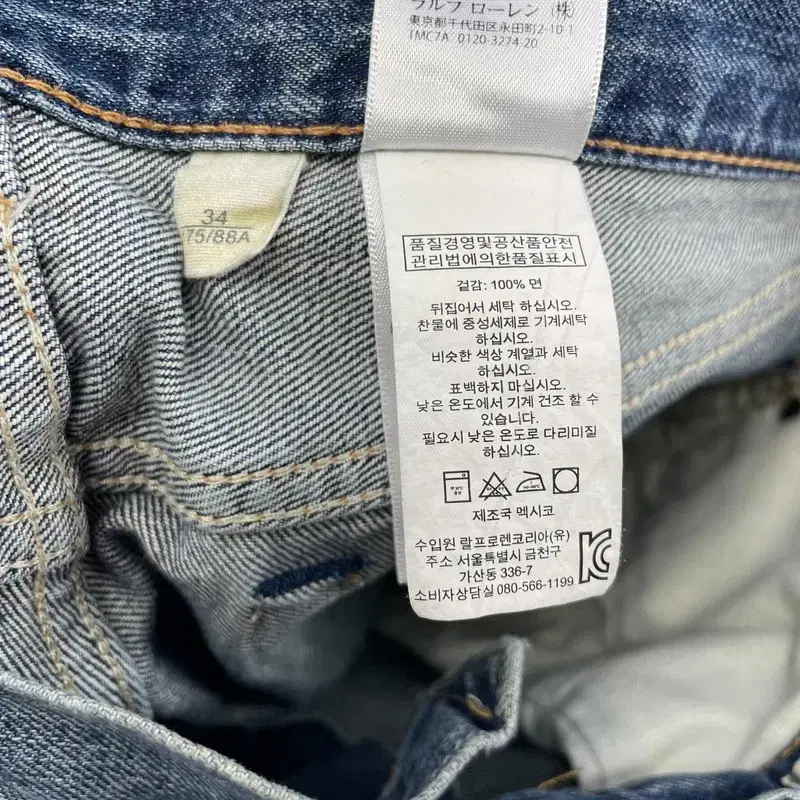 ラルフ ローレン (株)
東京都千代田区永田町2-10-1
TMC7A 0120-3274-20
34
75/88A
품질경영및공산품안전
관리법에의한품질표시
겉감: 100% 면
뒤집어서 세탁 하십시오.
찬물에 중성세제로 기계세탁
하십시오.
비슷한 색상 계열과 세탁
하십시오.
표백하지 마십시오.
낮은 온도에서 기계 건조 할 수
있습니다.
필요시 낮은 온도로 다리미질
하십시오.
제조국 멕시코
수입원 랄프로렌코리아(유)
주소 서울특별시 금천구
가산동 336-7
소비자상담실 080-566-1199